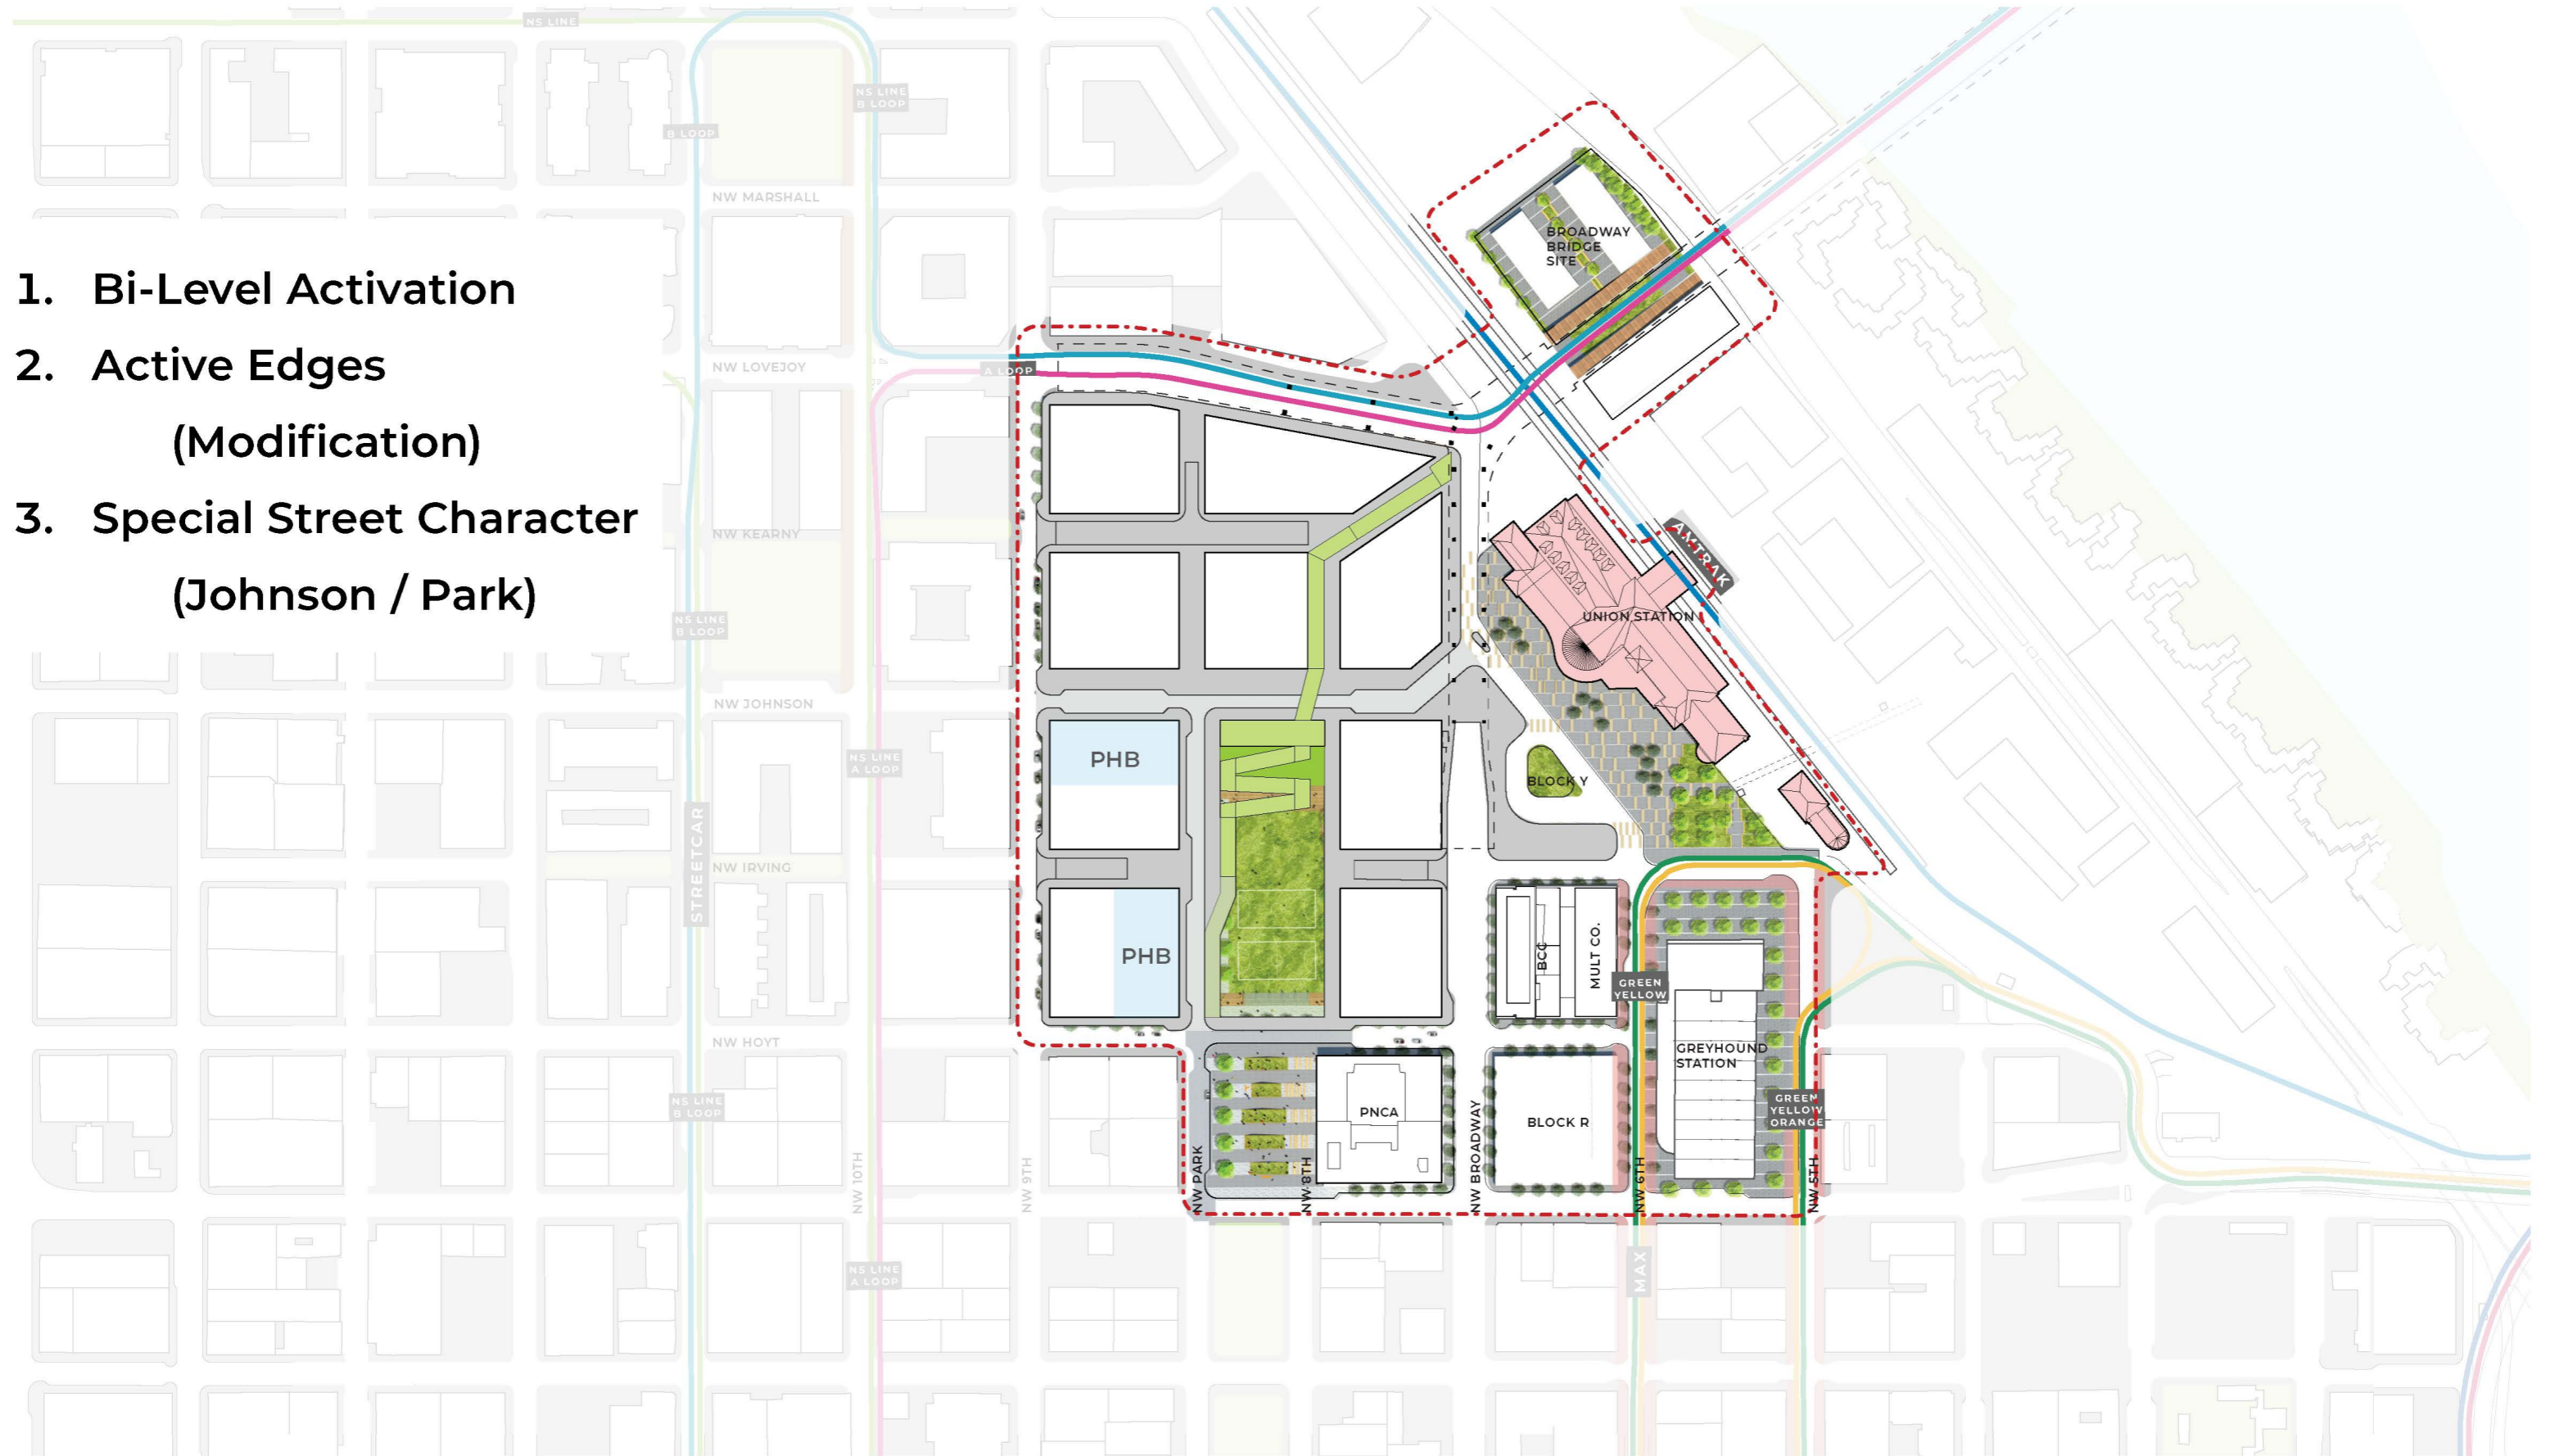 NS LINE
NS LINE
B LOOP
B LOOP
NW MARSHALL
BROADWAY
BRIDGE
SITE
1. Bi-Level Activation
2. Active Edges
(Modification)
3. Special Street Character
(Johnson / Park)
NW LOVEJOY
A LOOP
NW KEARNY
AMTRAK
UNION STATION
NS LINE
B LOOP
NW JOHNSON
NS LINE
A LOOP
PHB
BLOCK Y
STREETCAR
NW IRVING
PHB
BCC
MULT CO.
GREEN
YELLOW
NW HOYT
GREYHOUND
STATION
NS LINE
B LOOP
PNCA
BLOCK R
GREEN
YELLOW
ORANGE
NW 10TH
NW 9TH
NW PARK
NW 8TH
NW BROADWAY
NW 6TH
NW 5TH
NS LINE
A LOOP
MAX